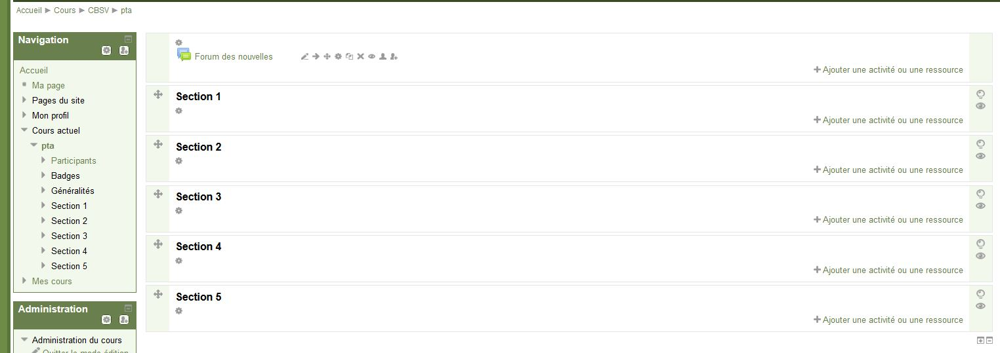 Accueil ▶ Cours ▶ CBSV ▶ pta
Navigation
Accueil
Ma page
Pages du site
Mon profil
Cours actuel
pta
Participants
Badges
Généralités
Section 1
Section 2
Section 3
Section 4
Section 5
Mes cours
Administration
Administration du cours
Quitter le mode édition
Forum des nouvelles
Ajouter une activité ou une ressource
Section 1
Ajouter une activité ou une ressource
Section 2
Ajouter une activité ou une ressource
Section 3
Ajouter une activité ou une ressource
Section 4
Ajouter une activité ou une ressource
Section 5
Ajouter une activité ou une ressource